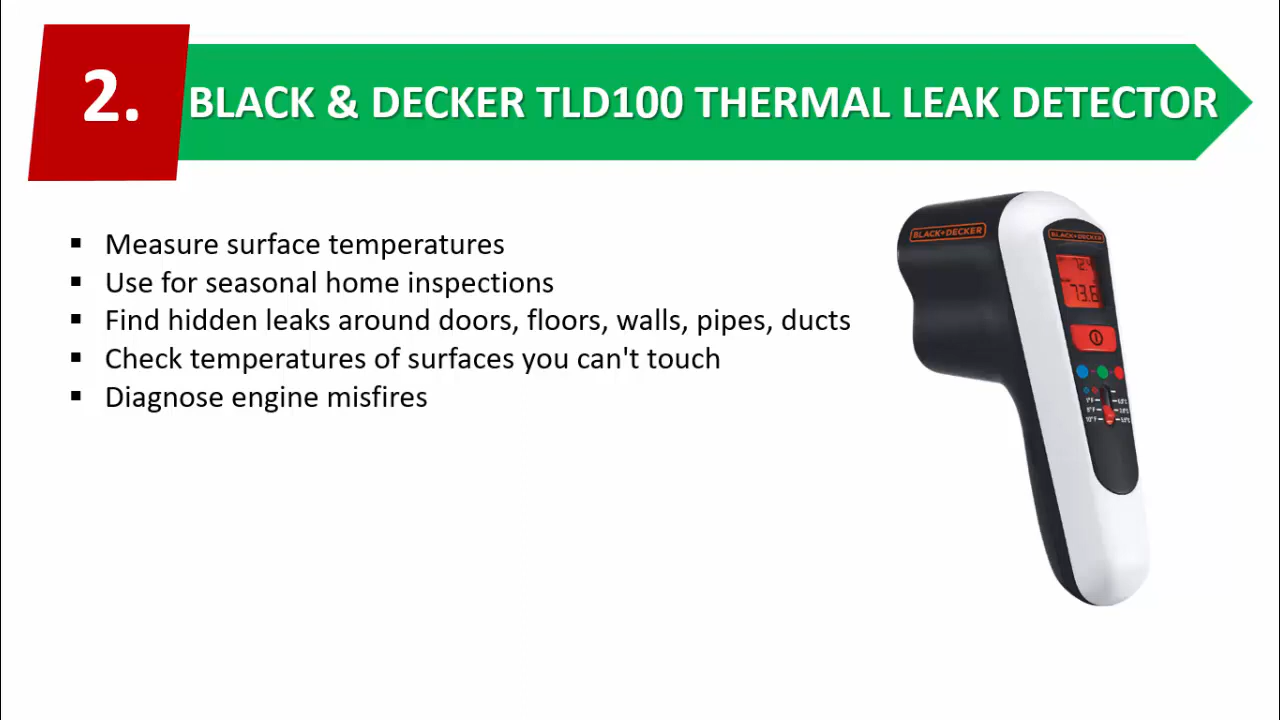 2.
BLACK & DECKER TLD100 THERMAL LEAK DETECTOR
▪ Measure surface temperatures
▪ Use for seasonal home inspections
▪ Find hidden leaks around doors, floors, walls, pipes, ducts
▪ Check temperatures of surfaces you can't touch
▪ Diagnose engine misfires
BLACK+DECKER
BLACK+DECKER
73.6